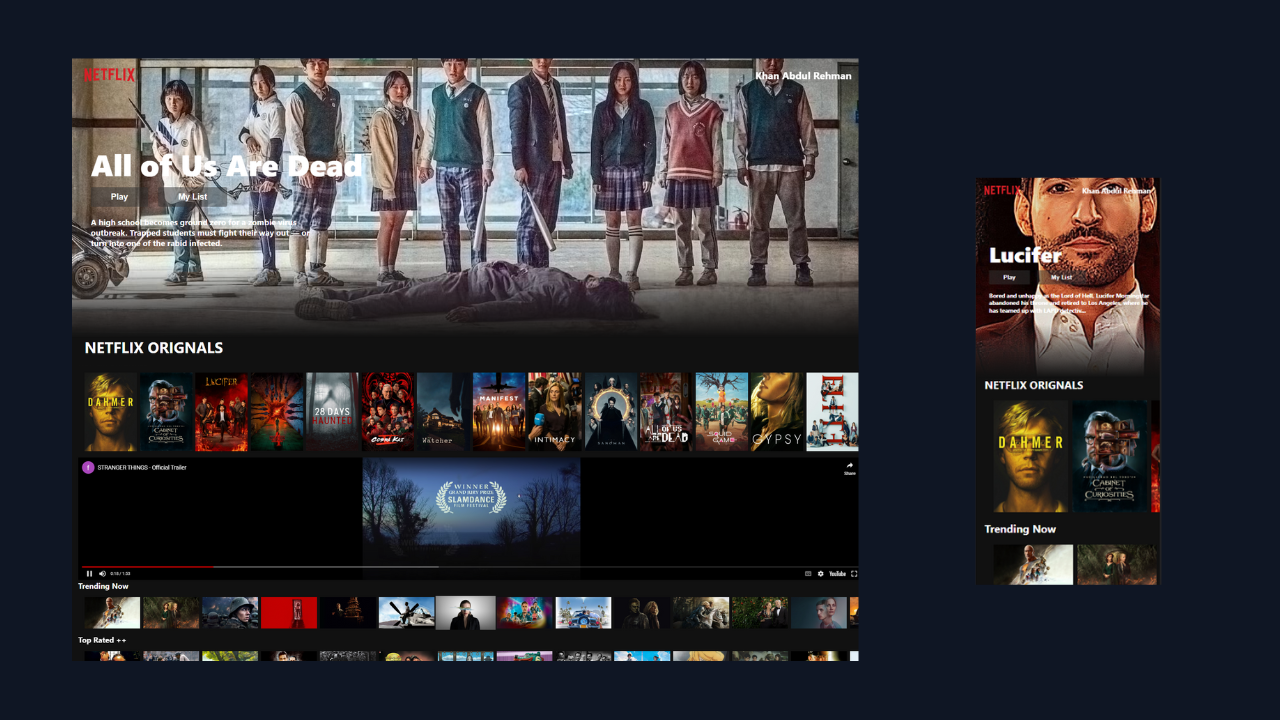 NETFLIX
Khan Abdul Rehman
All of Us Are Dead
Play
My List
A high school becomes ground zero for a zombie virus
outbreak. Trapped students must fight their way out — or
turn into one of the rabid infected.
NETFLIX ORIGNALS
DAHMER
CABINET
OF
CURIOSITIES
LUCIFER
28 DAYS
HAUNTED
COBRA KAI
Watcher
MANIFEST
INTIMACY
SANDMAN
ALL OF US
ARE DEAD
SQUID
GAME
GYPSY
f
STRANGER THINGS - Official Trailer
Share
WINNER
GRAND JURY PRIZE
SLAMDANCE
FILM FESTIVAL
YouTube
Trending Now
Top Rated ++
NETFLIX
Khan Abdul Rehman
Lucifer
Play
My List
Bored and unhappy as the Lord of Hell, Lucifer Morningstar
abandoned his throne and retired to Los Angeles, where he
has teamed up with LAPD detectiv...
NETFLIX ORIGNALS
DAHMER
CABINET
OF
CURIOSITIES
Trending Now